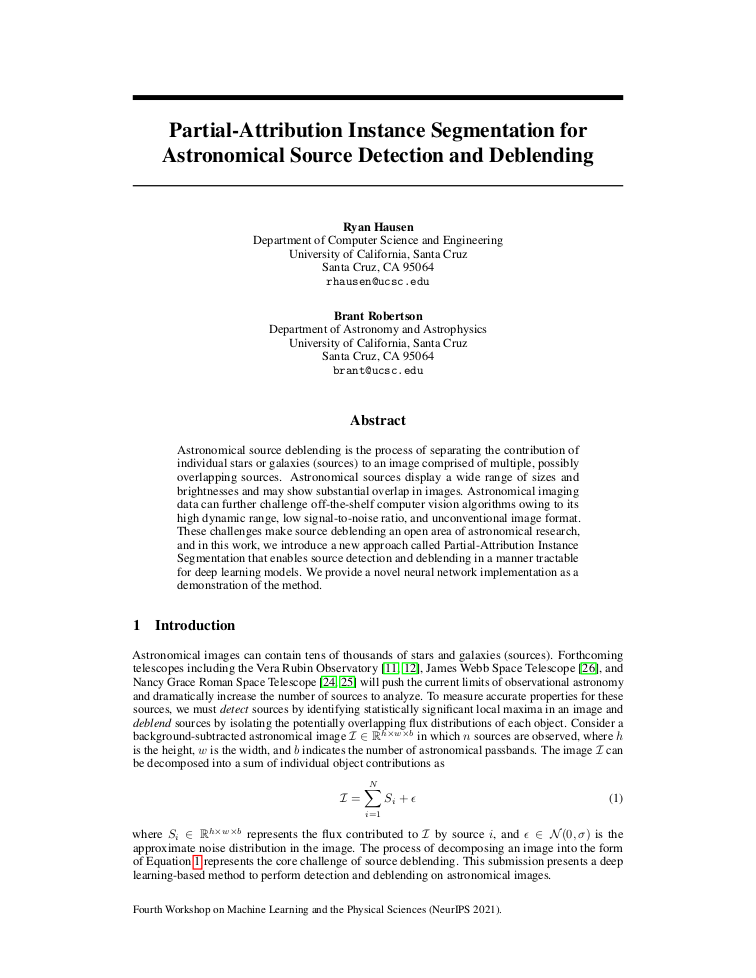 Partial-Attribution Instance Segmentation for
Astronomical Source Detection and Deblending
Ryan Hausen
Department of Computer Science and Engineering
University of California, Santa Cruz
Santa Cruz, CA 95064
rhausen@ucsc.edu
Brant Robertson
Department of Astronomy and Astrophysics
University of California, Santa Cruz
Santa Cruz, CA 95064
brant@ucsc.edu
Abstract
Astronomical source deblending is the process of separating the contribution of
individual stars or galaxies (sources) to an image comprised of multiple, possibly
overlapping sources. Astronomical sources display a wide range of sizes and
brightnesses and may show substantial overlap in images. Astronomical imaging
data can further challenge off-the-shelf computer vision algorithms owing to its
high dynamic range, low signal-to-noise ratio, and unconventional image format.
These challenges make source deblending an open area of astronomical research,
and in this work, we introduce a new approach called Partial-Attribution Instance
Segmentation that enables source detection and deblending in a manner tractable
for deep learning models. We provide a novel neural network implementation as a
demonstration of the method.
1 Introduction
Astronomical images can contain tens of thousands of stars and galaxies (sources). Forthcoming
telescopes including the Vera Rubin Observatory [11, 12], James Webb Space Telescope [26], and
Nancy Grace Roman Space Telescope [24, 25] will push the current limits of observational astronomy
and dramatically increase the number of sources to analyze. To measure accurate properties for these
sources, we must detect sources by identifying statistically significant local maxima in an image and
deblend sources by isolating the potentially overlapping flux distributions of each object. Consider a
background-subtracted astronomical image ℐ ∈ ℝ^{h×w×b} in which n sources are observed, where h
is the height, w is the width, and b indicates the number of astronomical passbands. The image ℐ can
be decomposed into a sum of individual object contributions as
ℐ = ∑_{i=1}^{N} S_i + ϵ (1)
where S_i ∈ ℝ^{h×w×b} represents the flux contributed to ℐ by source i, and ϵ ∈ 𝒩(0, σ) is the
approximate noise distribution in the image. The process of decomposing an image into the form
of Equation 1 represents the core challenge of source deblending. This submission presents a deep
learning-based method to perform detection and deblending on astronomical images.
Fourth Workshop on Machine Learning and the Physical Sciences (NeurIPS 2021).